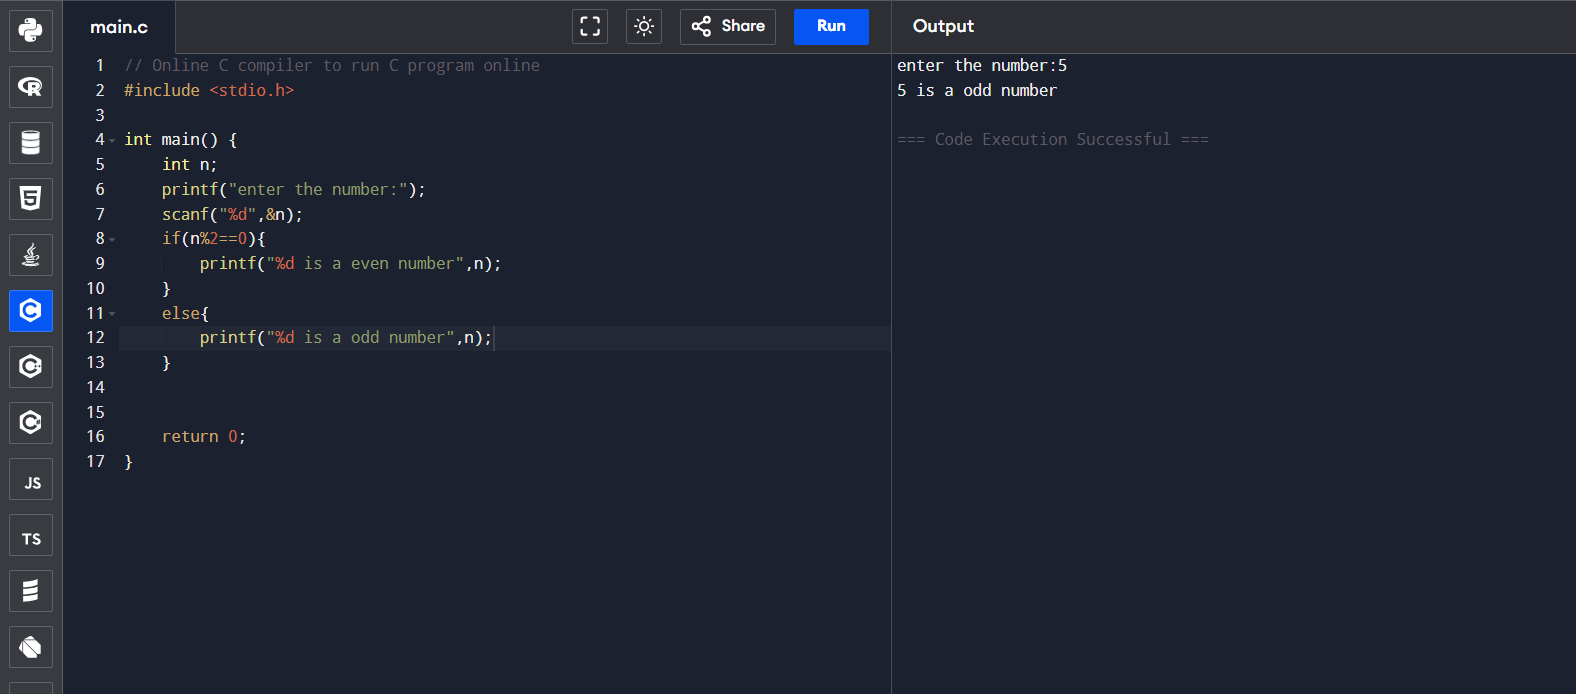 main.c
Share
Run
Output
1 // Online C compiler to run C program online
2 #include <stdio.h>
3
4 int main() {
5     int n;
6     printf("enter the number:");
7     scanf("%d",&n);
8     if(n%2==0){
9         printf("%d is a even number",n);
10     }
11     else{
12         printf("%d is a odd number",n);
13     }
14
15
16     return 0;
17 }
enter the number:5
5 is a odd number
=== Code Execution Successful ===
R
5
C
C
C
JS
TS